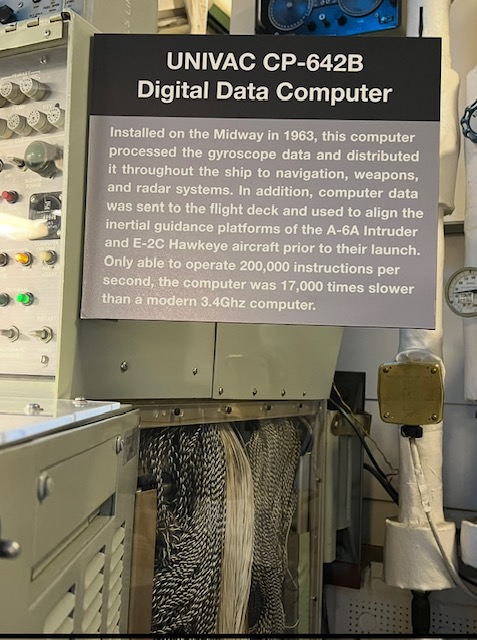 UNIVAC CP-642B
Digital Data Computer
Installed on the Midway in 1963, this computer
processed the gyroscope data and distributed
it throughout the ship to navigation, weapons,
and radar systems. In addition, computer data
was sent to the flight deck and used to align the
inertial guidance platforms of the A-6A Intruder
and E-2C Hawkeye aircraft prior to their launch.
Only able to operate 200,000 instructions per
second, the computer was 17,000 times slower
than a modern 3.4Ghz computer.